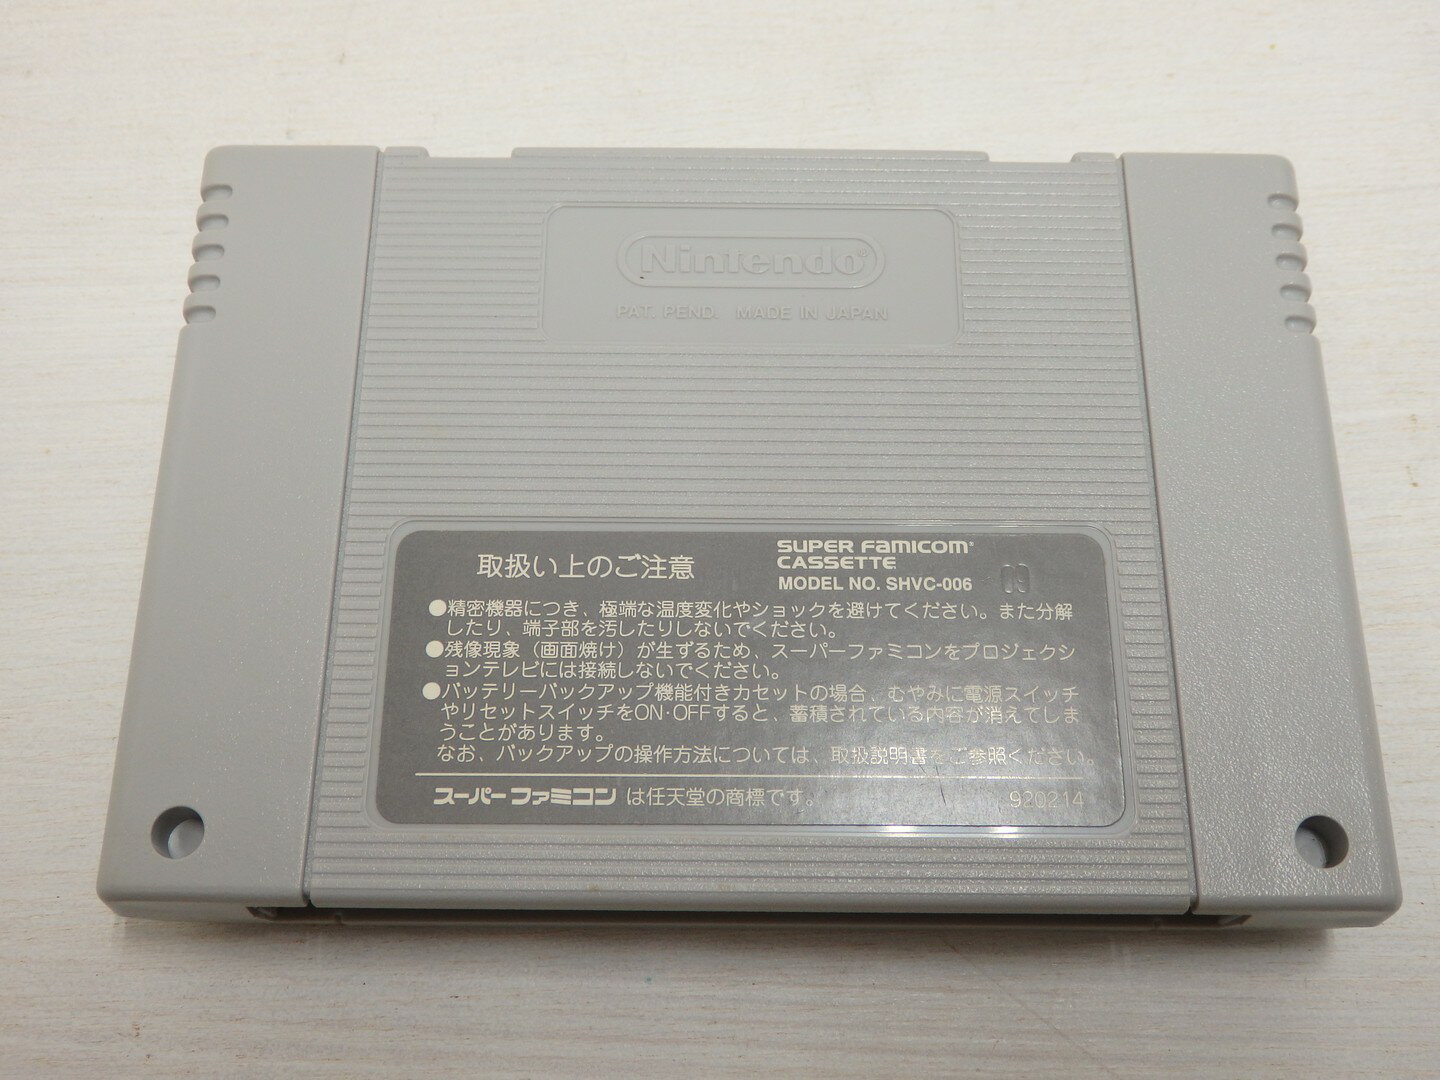 Nintendo®
PAT. PEND. MADE IN JAPAN
取扱い上のご注意
SUPER FAMICOM®
CASSETTE
MODEL NO. SHVC-006
09
●精密機器につき、極端な温度変化やショックを避けてください。また分解
したり、端子部を汚したりしないでください。
●残像現象（画面焼け）が生ずるため、スーパーファミコンをプロジェクシ
ョンテレビには接続しないでください。
●バッテリーバックアップ機能付きカセットの場合、むやみに電源スイッチ
やリセットスイッチをON・OFFすると、蓄積されている内容が消えてしま
うことがあります。
なお、バックアップの操作方法については、取扱説明書をご参照ください。
スーパーファミコン は任天堂の商標です。
920214